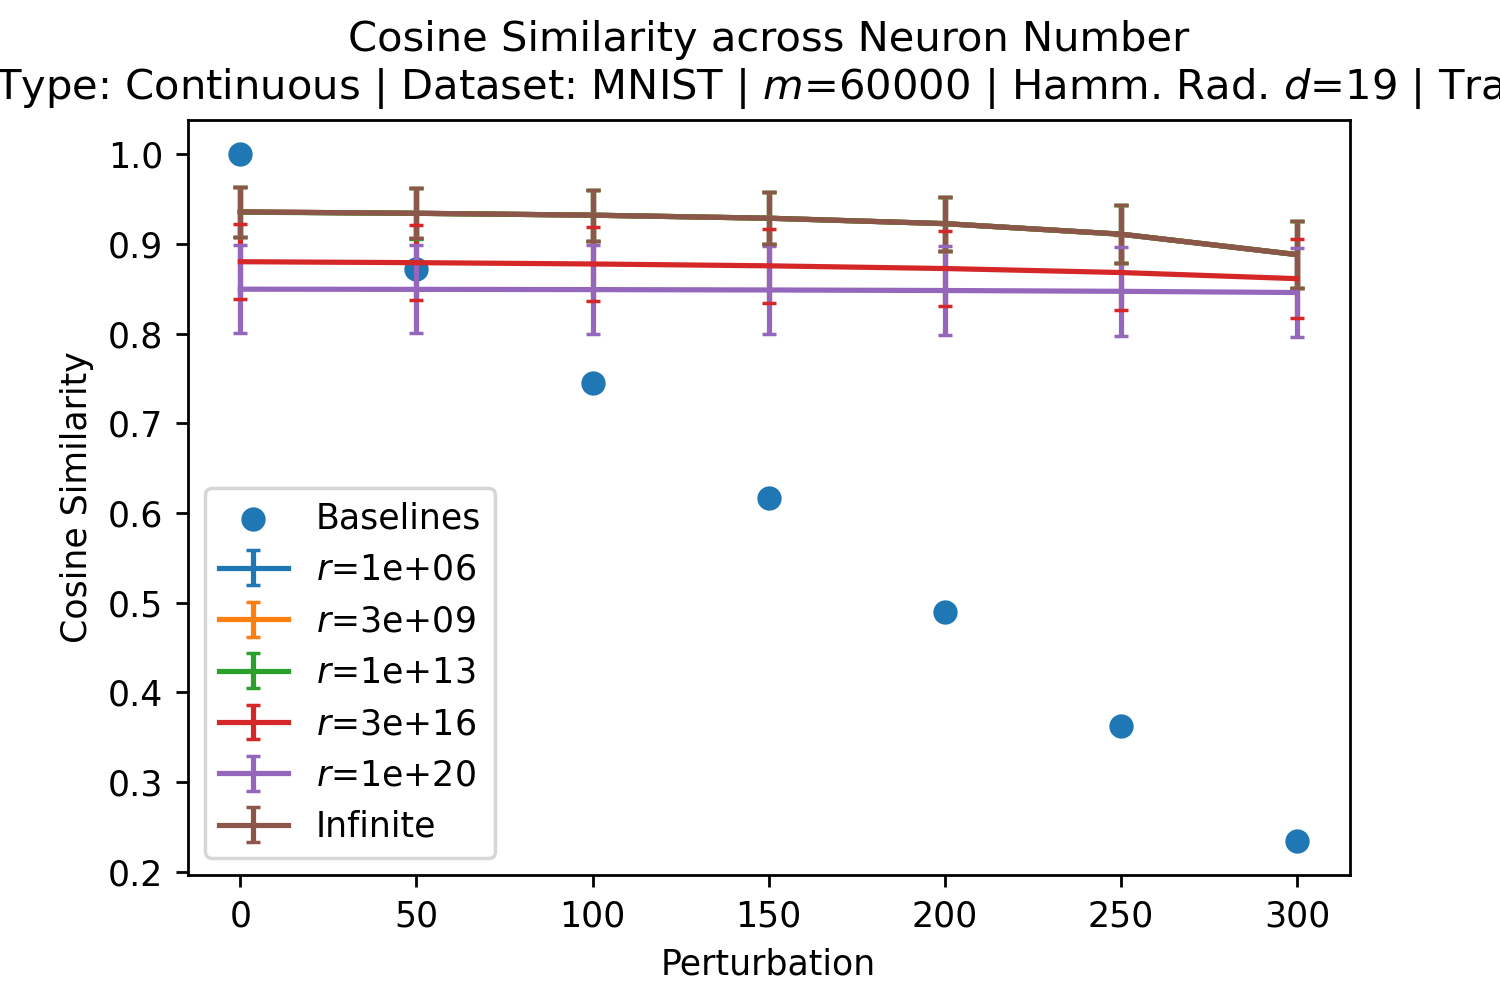 Cosine Similarity across Neuron Number
Type: Continuous | Dataset: MNIST | m=60000 | Hamm. Rad. d=19 | Tra
1.0
0.9
0.8
0.7
0.6
0.5
0.4
0.3
0.2
Cosine Similarity
Baselines
r=1e+06
r=3e+09
r=1e+13
r=3e+16
r=1e+20
Infinite
0 50 100 150 200 250 300
Perturbation